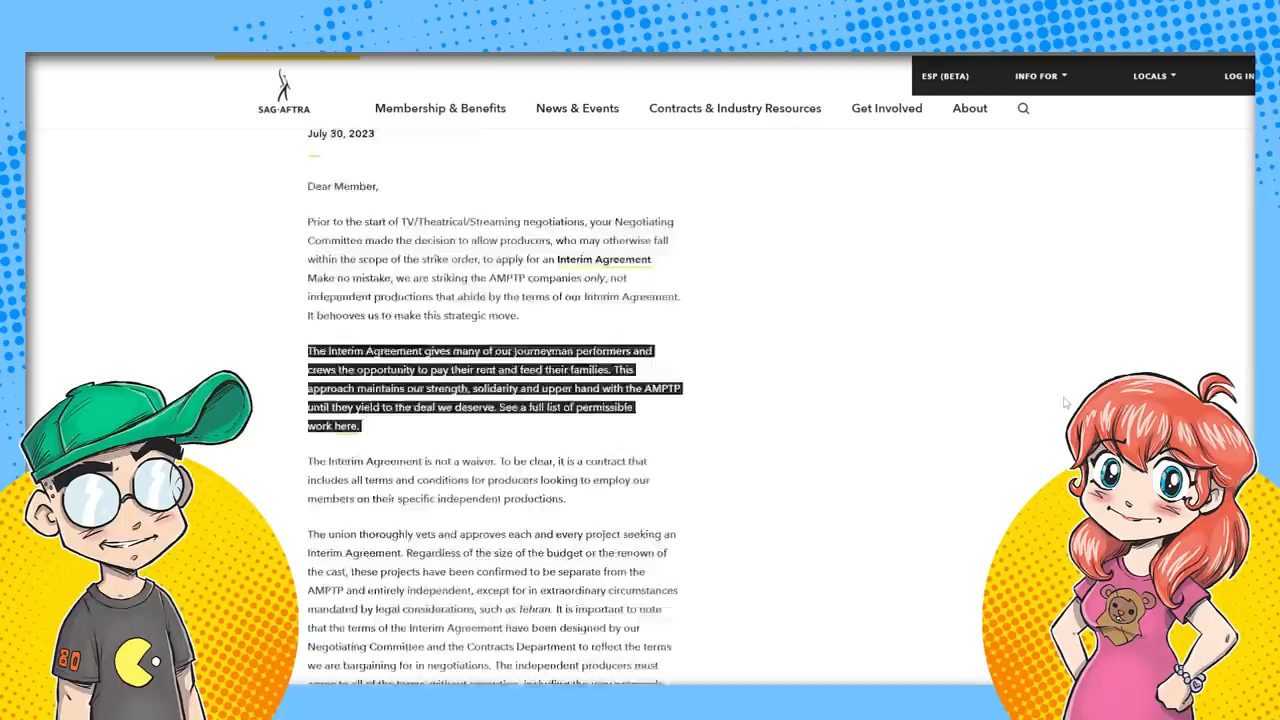 ESP (BETA) INFO FOR LOCALS LOG IN
SAG·AFTRA
Membership & Benefits News & Events Contracts & Industry Resources Get Involved About
July 30, 2023
Dear Member,
Prior to the start of TV/Theatrical/Streaming negotiations, your Negotiating
Committee made the decision to allow producers, who may otherwise fall
within the scope of the strike order, to apply for an Interim Agreement.
Make no mistake, we are striking the AMPTP companies only, not
independent productions that abide by the terms of our Interim Agreement.
It behooves us to make this strategic move.
The Interim Agreement gives many of our journeyman performers and
crews the opportunity to pay their rent and feed their families. This
approach maintains our strength, solidarity and upper hand with the AMPTP
until they yield to the deal we deserve. See a full list of permissible
work here.
The Interim Agreement is not a waiver. To be clear, it is a contract that
includes all terms and conditions for producers looking to employ our
members on their specific independent productions.
The union thoroughly vets and approves each and every project seeking an
Interim Agreement. Regardless of the size of the budget or the renown of
the cast, these projects have been confirmed to be separate from the
AMPTP and entirely independent, except for in extraordinary circumstances
mandated by legal considerations, such as Tehran. It is important to note
that the terms of the Interim Agreement have been designed by our
Negotiating Committee and the Contracts Department to reflect the terms
we are bargaining for in negotiations. The independent producers must
agree to all of the terms without exception, including the
80